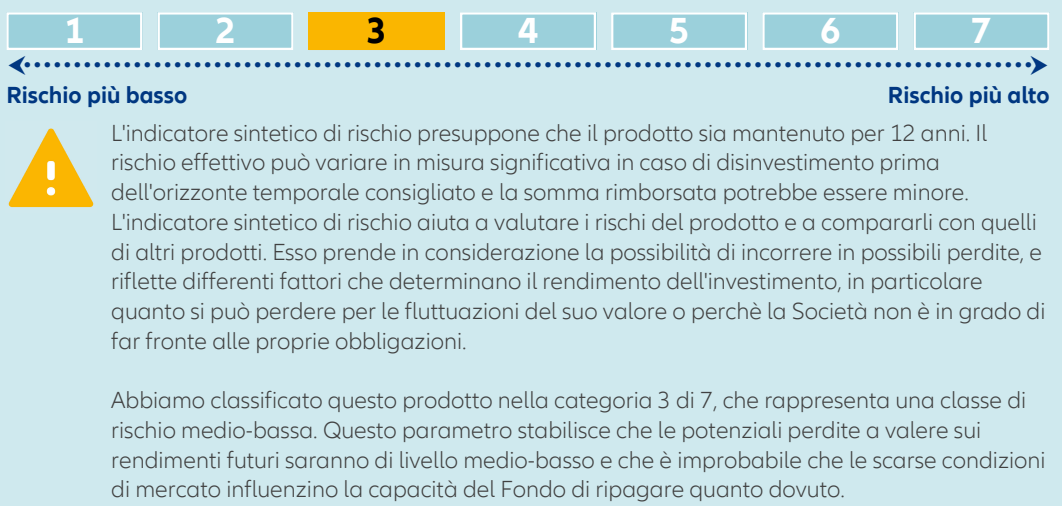 1 2 3 4 5 6 7
Rischio più basso Rischio più alto
L'indicatore sintetico di rischio presuppone che il prodotto sia mantenuto per 12 anni. Il
rischio effettivo può variare in misura significativa in caso di disinvestimento prima
dell'orizzonte temporale consigliato e la somma rimborsata potrebbe essere minore.
L'indicatore sintetico di rischio aiuta a valutare i rischi del prodotto e a compararli con quelli
di altri prodotti. Esso prende in considerazione la possibilità di incorrere in possibili perdite, e
riflette differenti fattori che determinano il rendimento dell'investimento, in particolare
quanto si può perdere per le fluttuazioni del suo valore o perchè la Società non è in grado di
far fronte alle proprie obbligazioni.
Abbiamo classificato questo prodotto nella categoria 3 di 7, che rappresenta una classe di
rischio medio-bassa. Questo parametro stabilisce che le potenziali perdite a valere sui
rendimenti futuri saranno di livello medio-basso e che è improbabile che le scarse condizioni
di mercato influenzino la capacità del Fondo di ripagare quanto dovuto.